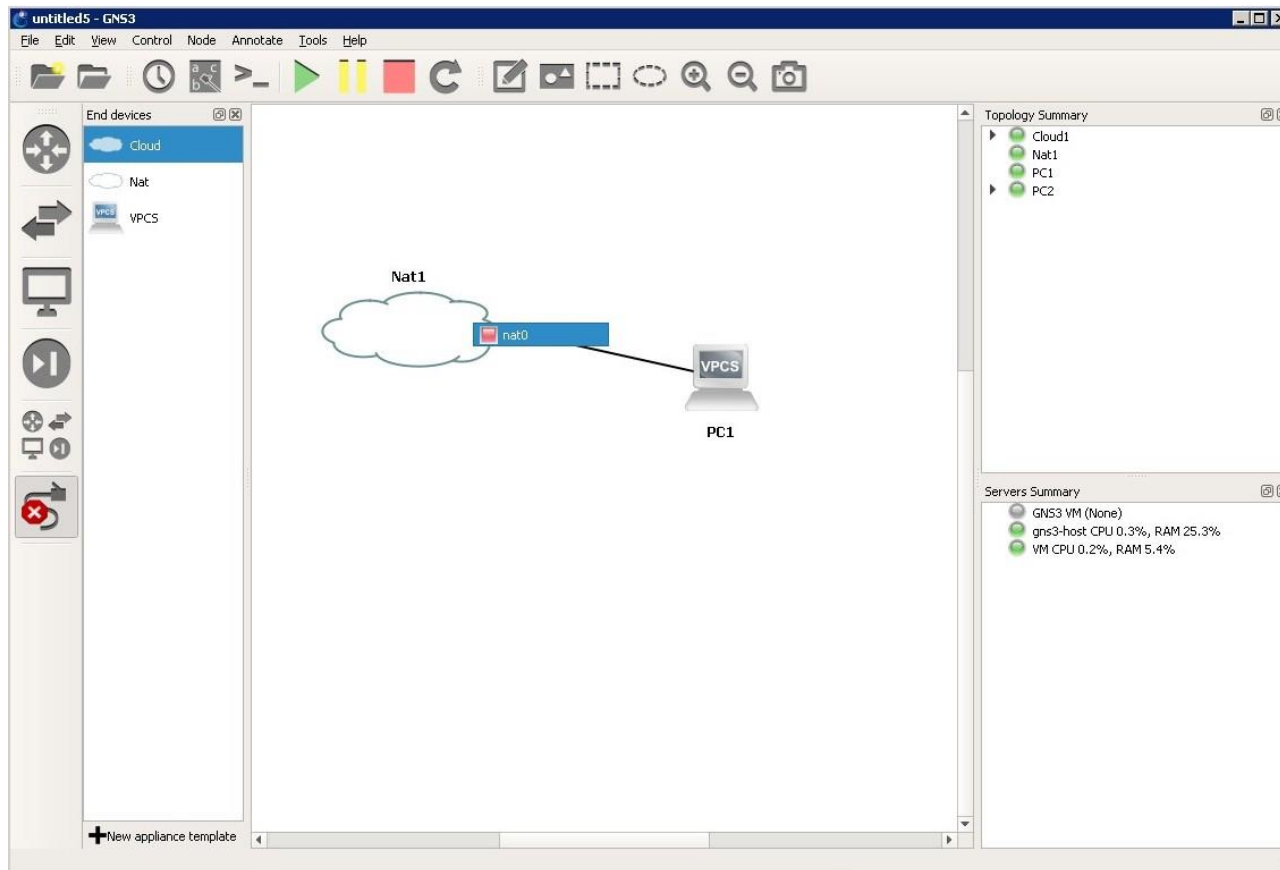 untitled5 - GNS3
File Edit View Control Node Annotate Tools Help
End devices
Cloud
Nat
VPCS
New appliance template
Nat1
nat0
VPCS
PC1
Topology Summary
Cloud1
Nat1
PC1
PC2
Servers Summary
GNS3 VM (None)
gns3-host CPU 0.3%, RAM 25.3%
VM CPU 0.2%, RAM 5.4%